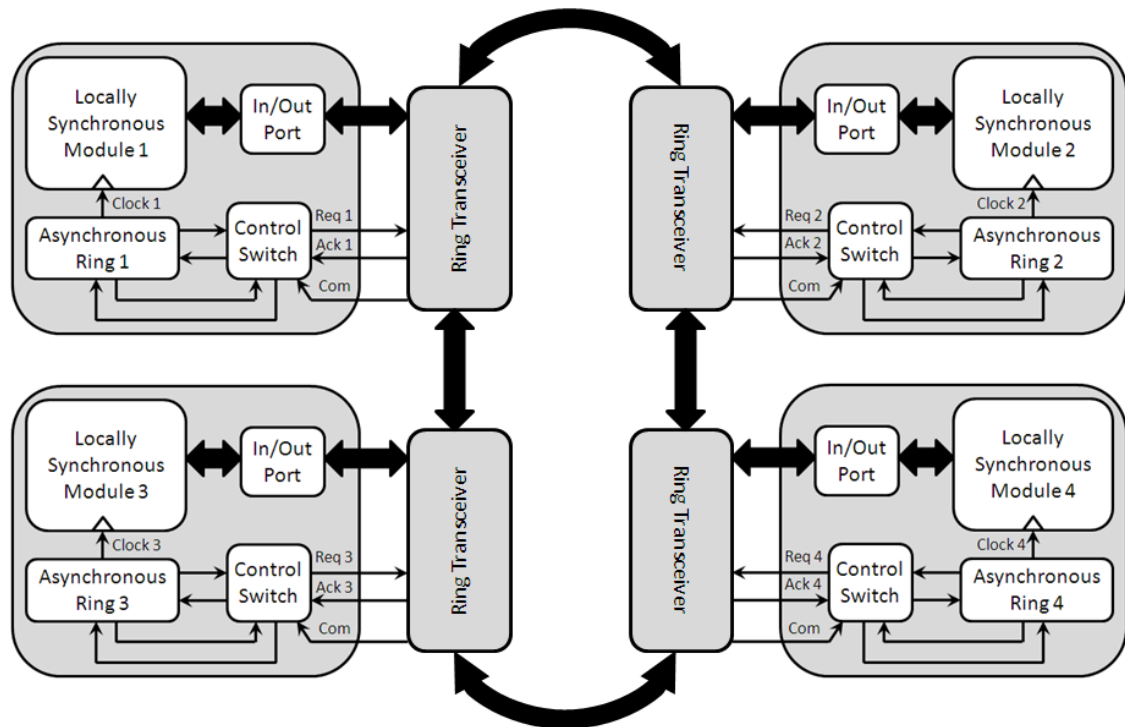 Locally
Synchronous
Module 1
In/Out
Port
Clock 1
Asynchronous
Ring 1
Control
Switch
Req 1
Ack 1
Com
Ring Transceiver
Ring Transceiver
In/Out
Port
Locally
Synchronous
Module 2
Req 2
Ack 2
Com
Control
Switch
Clock 2
Asynchronous
Ring 2
Locally
Synchronous
Module 3
In/Out
Port
Clock 3
Asynchronous
Ring 3
Control
Switch
Req 3
Ack 3
Com
Ring Transceiver
Ring Transceiver
In/Out
Port
Locally
Synchronous
Module 4
Req 4
Ack 4
Com
Control
Switch
Clock 4
Asynchronous
Ring 4